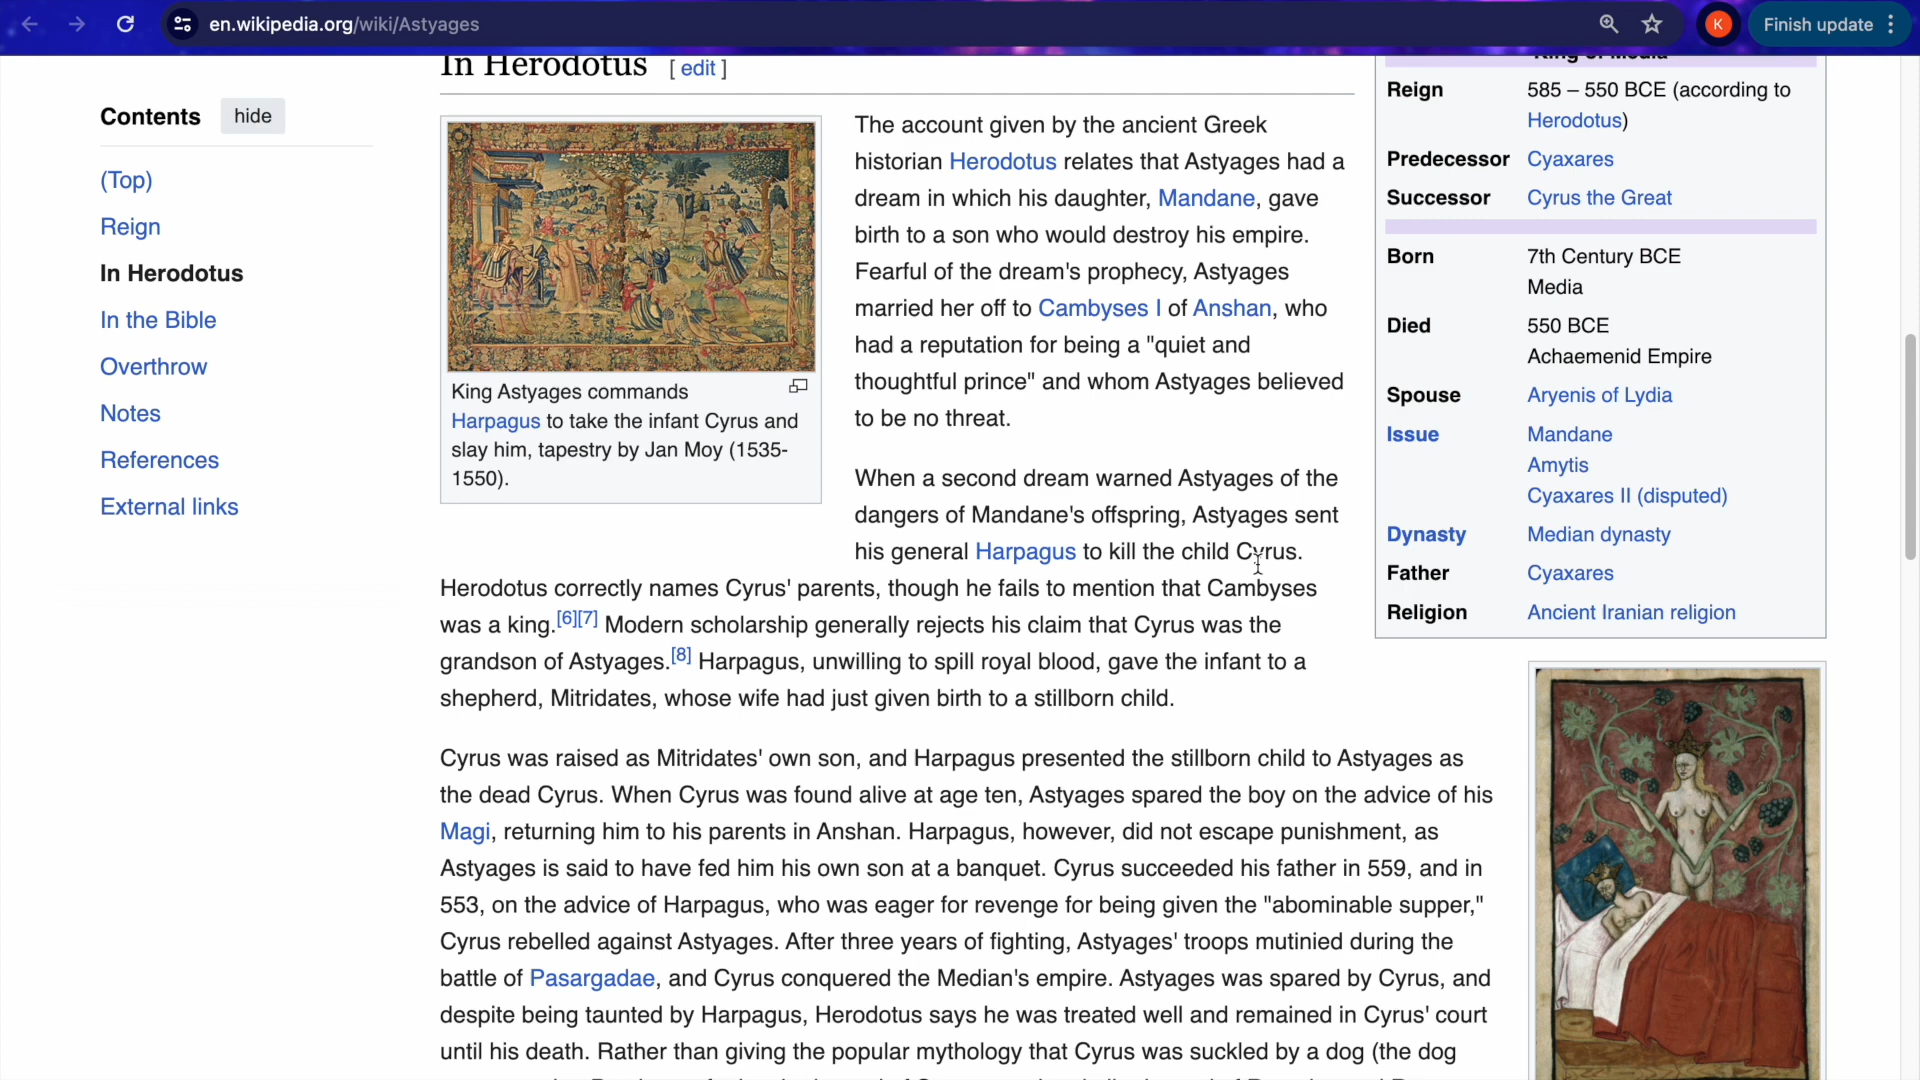 en.wikipedia.org/wiki/Astyages
K
Finish update
Contents
hide
(Top)
Reign
In Herodotus
In the Bible
Overthrow
Notes
References
External links
In Herodotus [ edit ]
King Astyages commands
Harpagus to take the infant Cyrus and
slay him, tapestry by Jan Moy (1535-
1550).
The account given by the ancient Greek
historian Herodotus relates that Astyages had a
dream in which his daughter, Mandane, gave
birth to a son who would destroy his empire.
Fearful of the dream's prophecy, Astyages
married her off to Cambyses I of Anshan, who
had a reputation for being a "quiet and
thoughtful prince" and whom Astyages believed
to be no threat.
When a second dream warned Astyages of the
dangers of Mandane's offspring, Astyages sent
his general Harpagus to kill the child Cyrus.
Herodotus correctly names Cyrus' parents, though he fails to mention that Cambyses
was a king.[6][7] Modern scholarship generally rejects his claim that Cyrus was the
grandson of Astyages.[8] Harpagus, unwilling to spill royal blood, gave the infant to a
shepherd, Mitridates, whose wife had just given birth to a stillborn child.
Cyrus was raised as Mitridates' own son, and Harpagus presented the stillborn child to Astyages as
the dead Cyrus. When Cyrus was found alive at age ten, Astyages spared the boy on the advice of his
Magi, returning him to his parents in Anshan. Harpagus, however, did not escape punishment, as
Astyages is said to have fed him his own son at a banquet. Cyrus succeeded his father in 559, and in
553, on the advice of Harpagus, who was eager for revenge for being given the "abominable supper,"
Cyrus rebelled against Astyages. After three years of fighting, Astyages' troops mutinied during the
battle of Pasargadae, and Cyrus conquered the Median's empire. Astyages was spared by Cyrus, and
despite being taunted by Harpagus, Herodotus says he was treated well and remained in Cyrus' court
until his death. Rather than giving the popular mythology that Cyrus was suckled by a dog (the dog
King of Media
Reign 585 – 550 BCE (according to
Herodotus)
Predecessor Cyaxares
Successor Cyrus the Great
Born 7th Century BCE
Media
Died 550 BCE
Achaemenid Empire
Spouse Aryenis of Lydia
Issue Mandane
Amytis
Cyaxares II (disputed)
Dynasty Median dynasty
Father Cyaxares
Religion Ancient Iranian religion